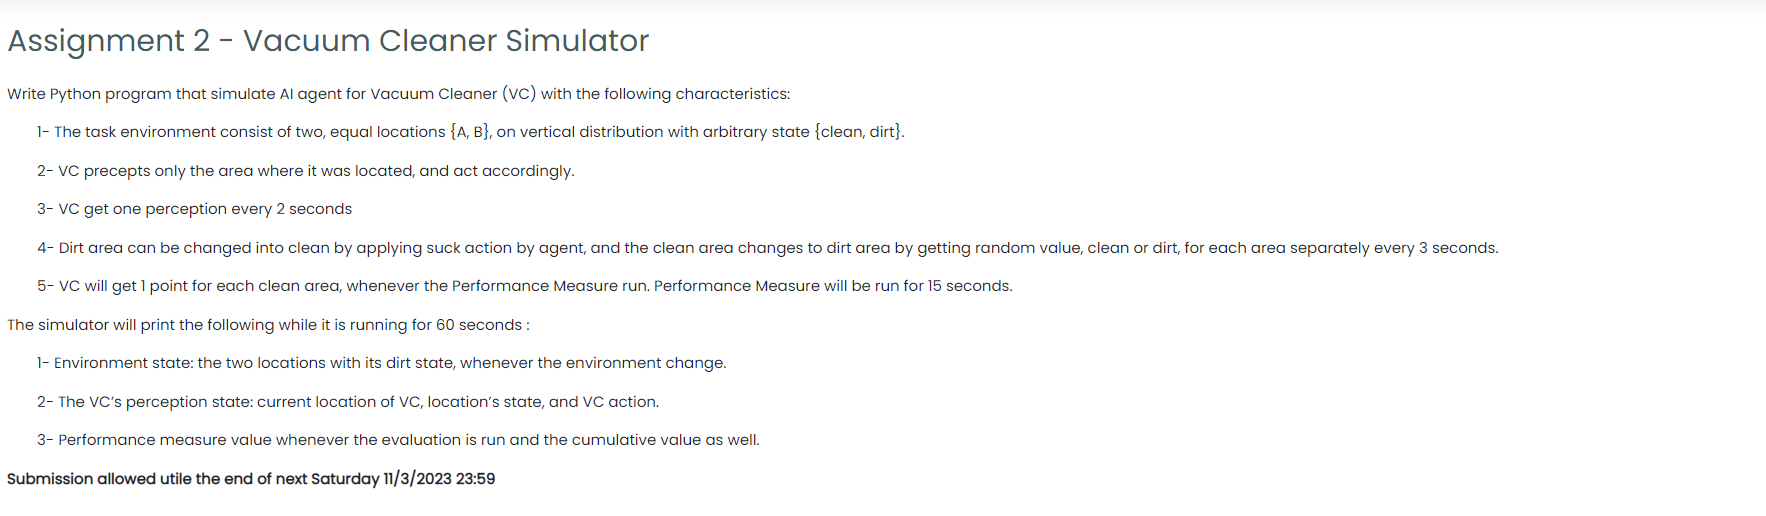 Assignment 2 - Vacuum Cleaner Simulator
Write Python program that simulate AI agent for Vacuum Cleaner (VC) with the following characteristics:
1- The task environment consist of two, equal locations {A, B}, on vertical distribution with arbitrary state {clean, dirt}.
2- VC precepts only the area where it was located, and act accordingly.
3- VC get one perception every 2 seconds
4- Dirt area can be changed into clean by applying suck action by agent, and the clean area changes to dirt area by getting random value, clean or dirt, for each area separately every 3 seconds.
5- VC will get 1 point for each clean area, whenever the Performance Measure run. Performance Measure will be run for 15 seconds.
The simulator will print the following while it is running for 60 seconds :
1- Environment state: the two locations with its dirt state, whenever the environment change.
2- The VC's perception state: current location of VC, location's state, and VC action.
3- Performance measure value whenever the evaluation is run and the cumulative value as well.
Submission allowed utile the end of next Saturday 11/3/2023 23:59